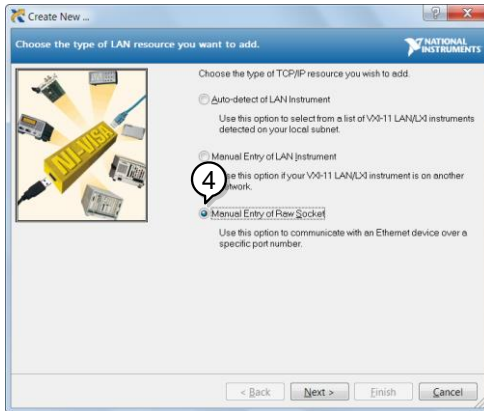 Create New ...
Choose the type of LAN resource you want to add.
NATIONAL
INSTRUMENTS
Choose the type of TCP/IP resource you wish to add.
Auto-detect of LAN Instrument
Use this option to select from a list of VXI-11 LAN/LXI instruments
detected on your local subnet.
Manual Entry of LAN Instrument
this option if your VXI-11 LAN/LXI instrument is on another
4
Manual Entry of Raw Socket
Use this option to communicate with an Ethernet device over a
specific port number.
NI-VISA
< Back
Next >
Finish
Cancel